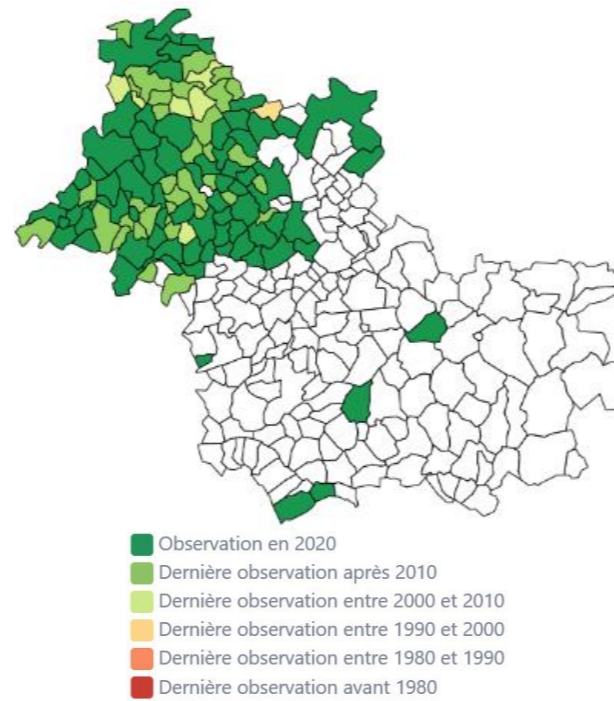 Observation en 2020
Dernière observation après 2010
Dernière observation entre 2000 et 2010
Dernière observation entre 1990 et 2000
Dernière observation entre 1980 et 1990
Dernière observation avant 1980